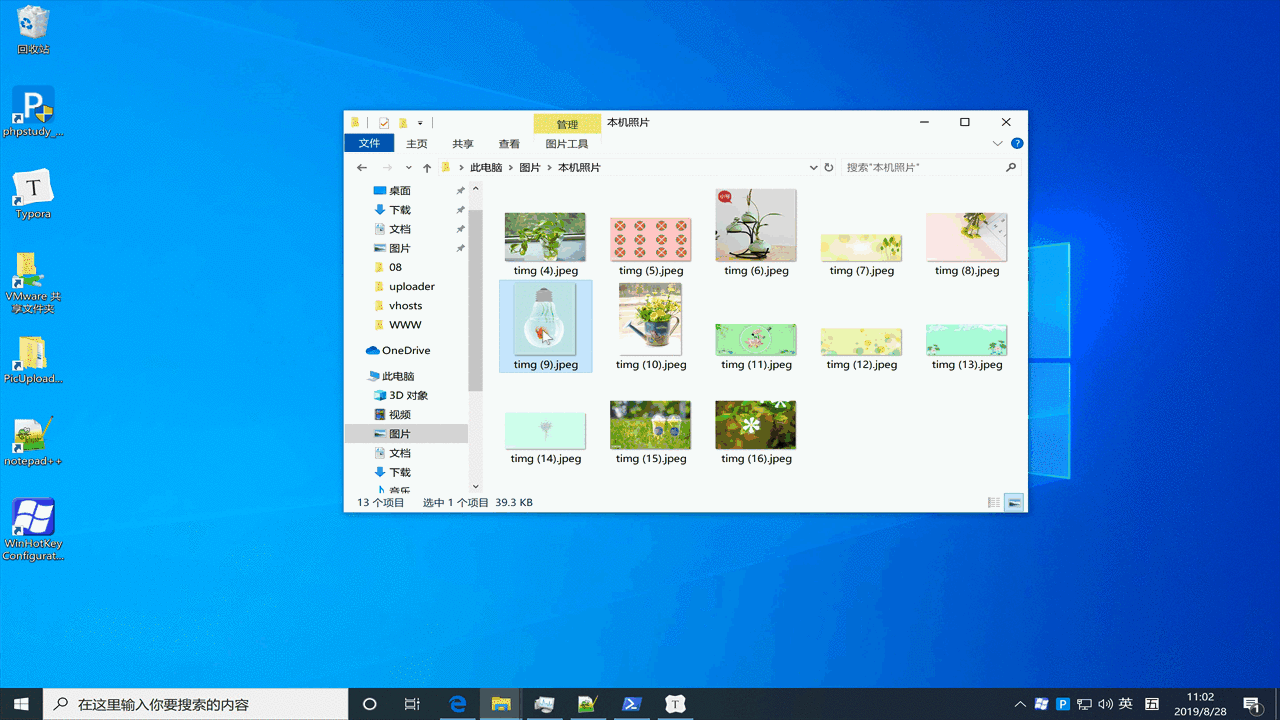 回收站
phpstudy_...
Typora
VMware 共
享文件夹
PicUpload...
notepad++
WinHotKey
Configurat...
管理
本机照片
文件
主页
共享
查看
图片工具
此电脑
图片
本机照片
搜索"本机照片"
桌面
下载
文档
图片
08
uploader
vhosts
WWW
OneDrive
此电脑
3D 对象
视频
图片
文档
下载
音乐
timg (4).jpeg
timg (5).jpeg
timg (6).jpeg
timg (7).jpeg
timg (8).jpeg
timg (9).jpeg
timg (10).jpeg
timg (11).jpeg
timg (12).jpeg
timg (13).jpeg
timg (14).jpeg
timg (15).jpeg
timg (16).jpeg
13 个项目
选中 1 个项目 39.3 KB
在这里输入你要搜索的内容
英
五
11:02
2019/8/28
1